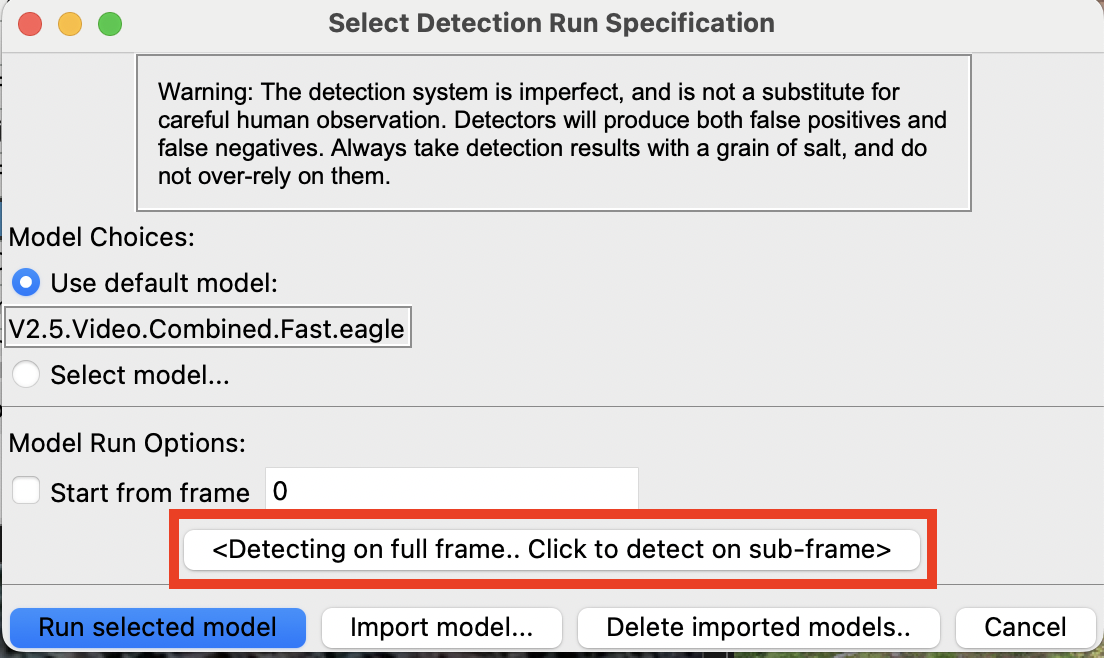 Select Detection Run Specification
Warning: The detection system is imperfect, and is not a substitute for
careful human observation. Detectors will produce both false positives and
false negatives. Always take detection results with a grain of salt, and do
not over-rely on them.
Model Choices:
Use default model:
V2.5.Video.Combined.Fast.eagle
Select model...
Model Run Options:
Start from frame 0
<Detecting on full frame.. Click to detect on sub-frame>
Run selected model Import model... Delete imported models.. Cancel